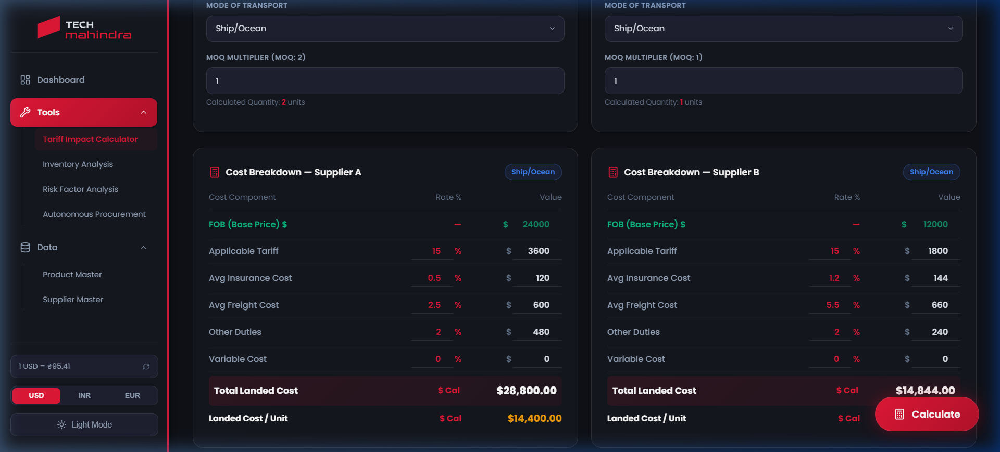 TECH
mahindra
Dashboard
Tools
Tariff Impact Calculator
Inventory Analysis
Risk Factor Analysis
Autonomous Procurement
Data
Product Master
Supplier Master
1 USD = ₹95.41
USD INR EUR
Light Mode
MODE OF TRANSPORT
Ship/Ocean
MOQ MULTIPLIER (MOQ: 2)
1
Calculated Quantity: 2 units
MODE OF TRANSPORT
Ship/Ocean
MOQ MULTIPLIER (MOQ: 1)
1
Calculated Quantity: 1 units
Cost Breakdown — Supplier A Ship/Ocean
Cost Component Rate % Value
FOB (Base Price) $ — $ 24000
Applicable Tariff 15 % $ 3600
Avg Insurance Cost 0.5 % $ 120
Avg Freight Cost 2.5 % $ 600
Other Duties 2 % $ 480
Variable Cost 0 % $ 0
Total Landed Cost $ Cal $28,800.00
Landed Cost / Unit $ Cal $14,400.00
Cost Breakdown — Supplier B Ship/Ocean
Cost Component Rate % Value
FOB (Base Price) $ — $ 12000
Applicable Tariff 15 % $ 1800
Avg Insurance Cost 1.2 % $ 144
Avg Freight Cost 5.5 % $ 660
Other Duties 2 % $ 240
Variable Cost 0 % $ 0
Total Landed Cost $ Cal $14,844.00
Landed Cost / Unit $ Cal
Calculate